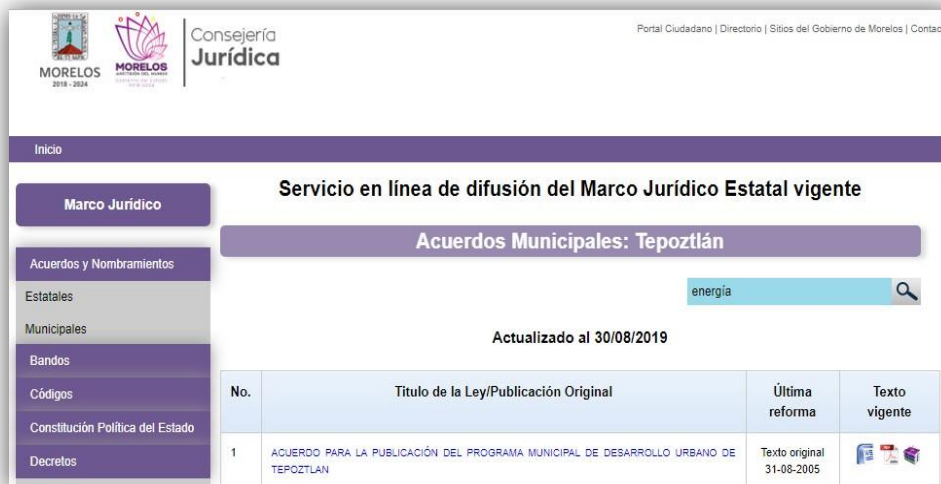 Consejería
Jurídica
MORELOS
2018 - 2024
MORELOS
Portal Ciudadano | Directorio | Sitios del Gobierno de Morelos | Contac
Inicio
Marco Jurídico
Servicio en línea de difusión del Marco Jurídico Estatal vigente
Acuerdos Municipales: Tepoztlán
energía
Actualizado al 30/08/2019
Acuerdos y Nombramientos
Estatales
Municipales
Bandos
Códigos
Constitución Política del Estado
Decretos
No. Titulo de la Ley/Publicación Original Última reforma Texto vigente
1 ACUERDO PARA LA PUBLICACIÓN DEL PROGRAMA MUNICIPAL DE DESARROLLO URBANO DE
TEPOZTLAN
Texto original
31-08-2005